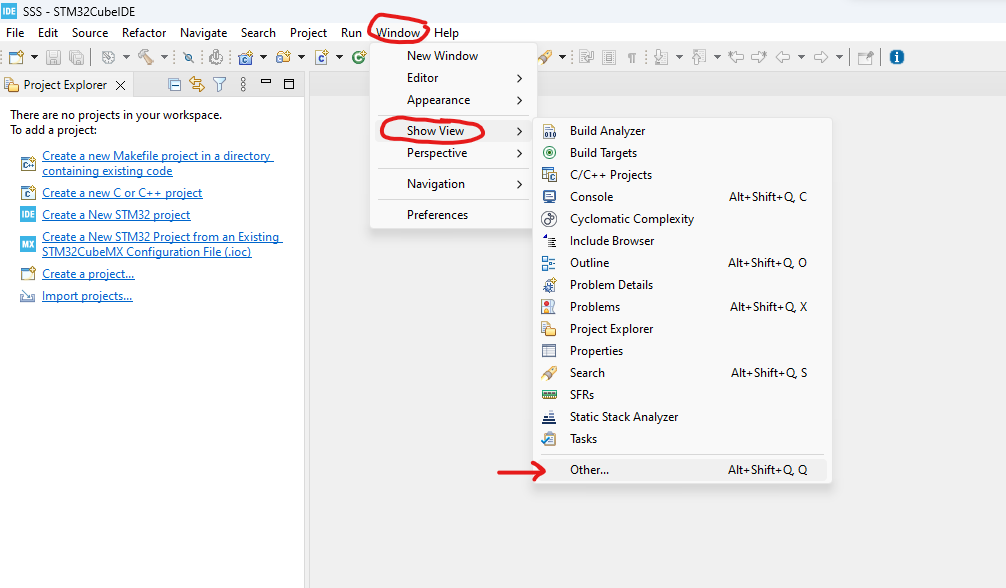 IDE SSS - STM32CubeIDE
File Edit Source Refactor Navigate Search Project Run Window Help
Project Explorer
There are no projects in your workspace.
To add a project:
Create a new Makefile project in a directory
containing existing code
Create a new C or C++ project
IDE Create a New STM32 project
MX Create a New STM32 Project from an Existing
STM32CubeMX Configuration File (.ioc)
Create a project...
Import projects...
New Window
Editor
Appearance
Show View
Perspective
Navigation
Preferences
Build Analyzer
Build Targets
C/C++ Projects
Console Alt+Shift+Q, C
Cyclomatic Complexity
Include Browser
Outline Alt+Shift+Q, O
Problem Details
Problems Alt+Shift+Q, X
Project Explorer
Properties
Search Alt+Shift+Q, S
SFRs
Static Stack Analyzer
Tasks
Other... Alt+Shift+Q, Q